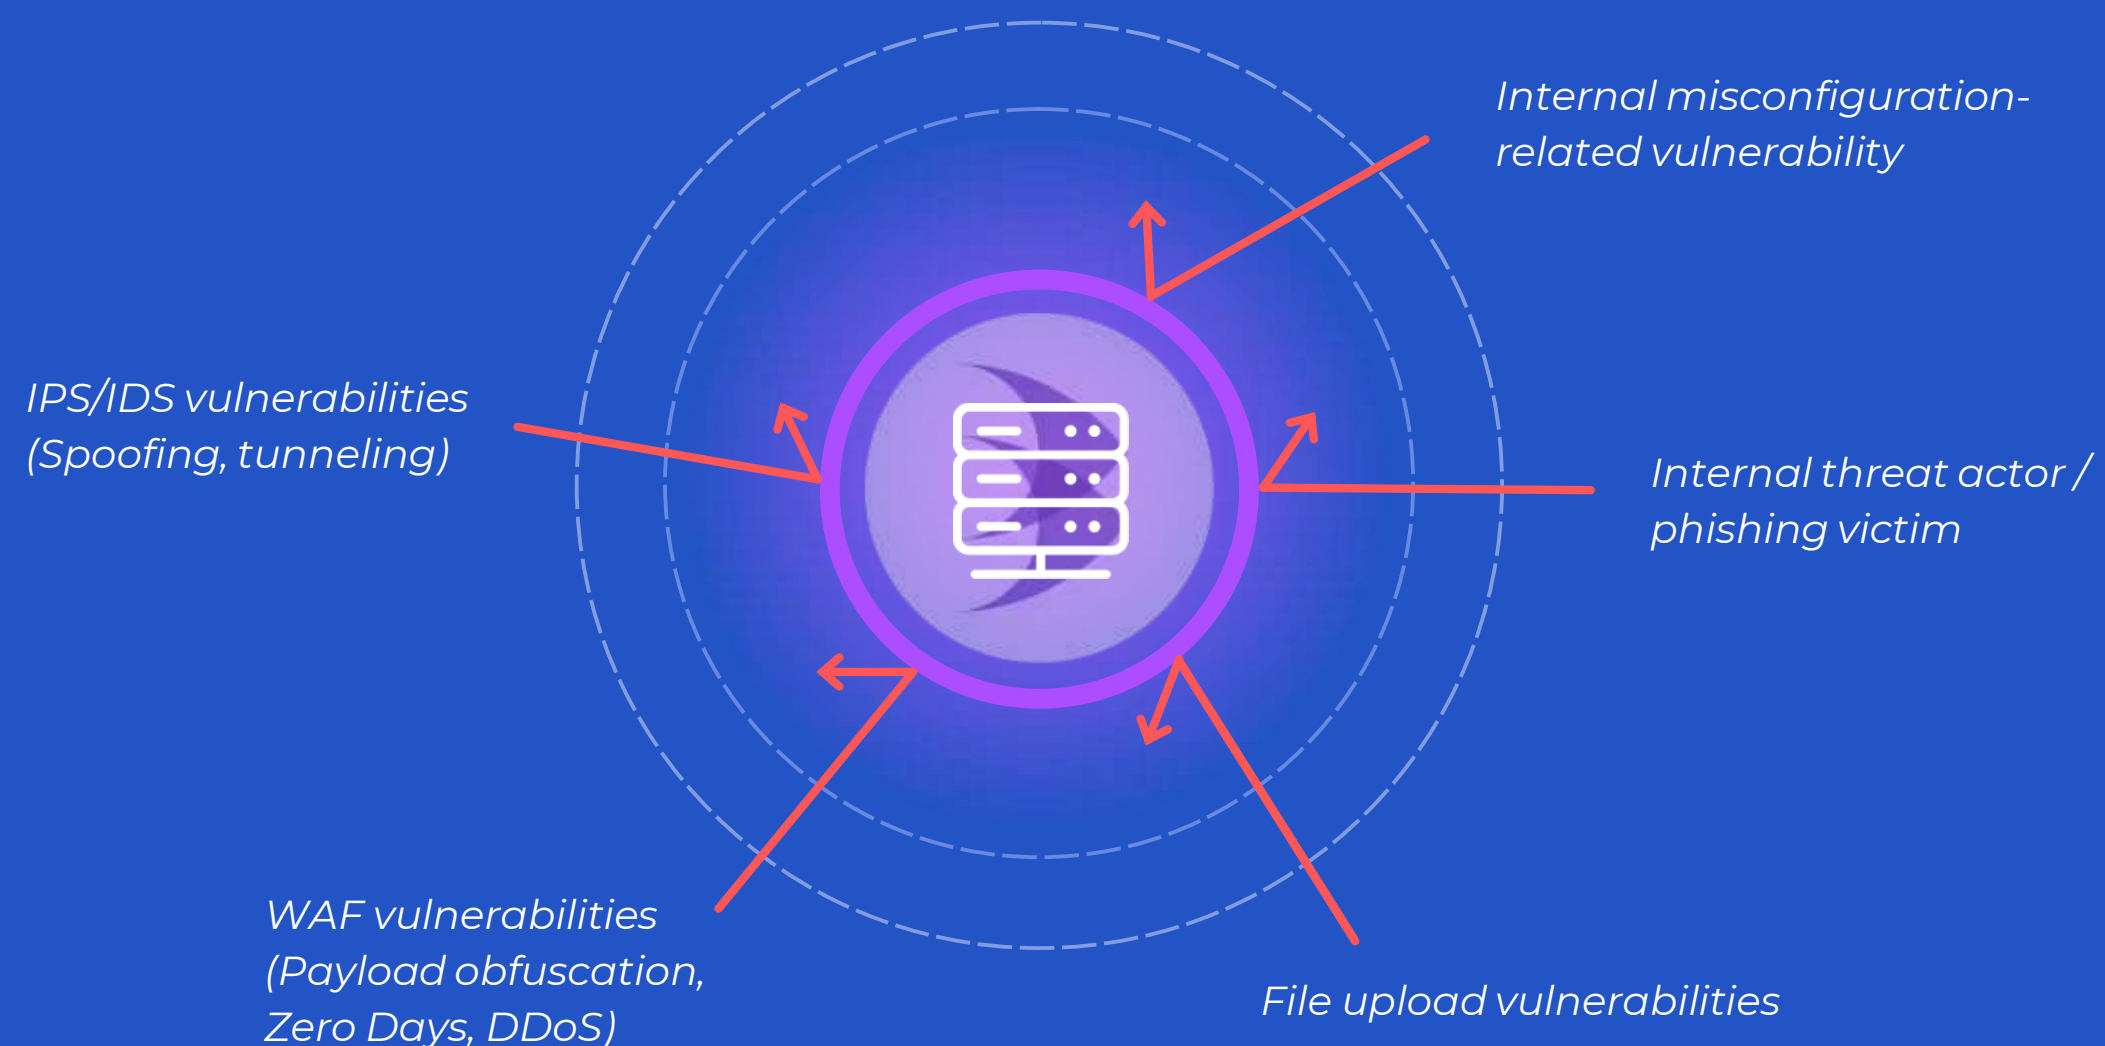 Internal misconfiguration-
related vulnerability
IPS/IDS vulnerabilities
(Spoofing, tunneling)
Internal threat actor /
phishing victim
WAF vulnerabilities
(Payload obfuscation,
Zero Days, DDoS)
File upload vulnerabilities